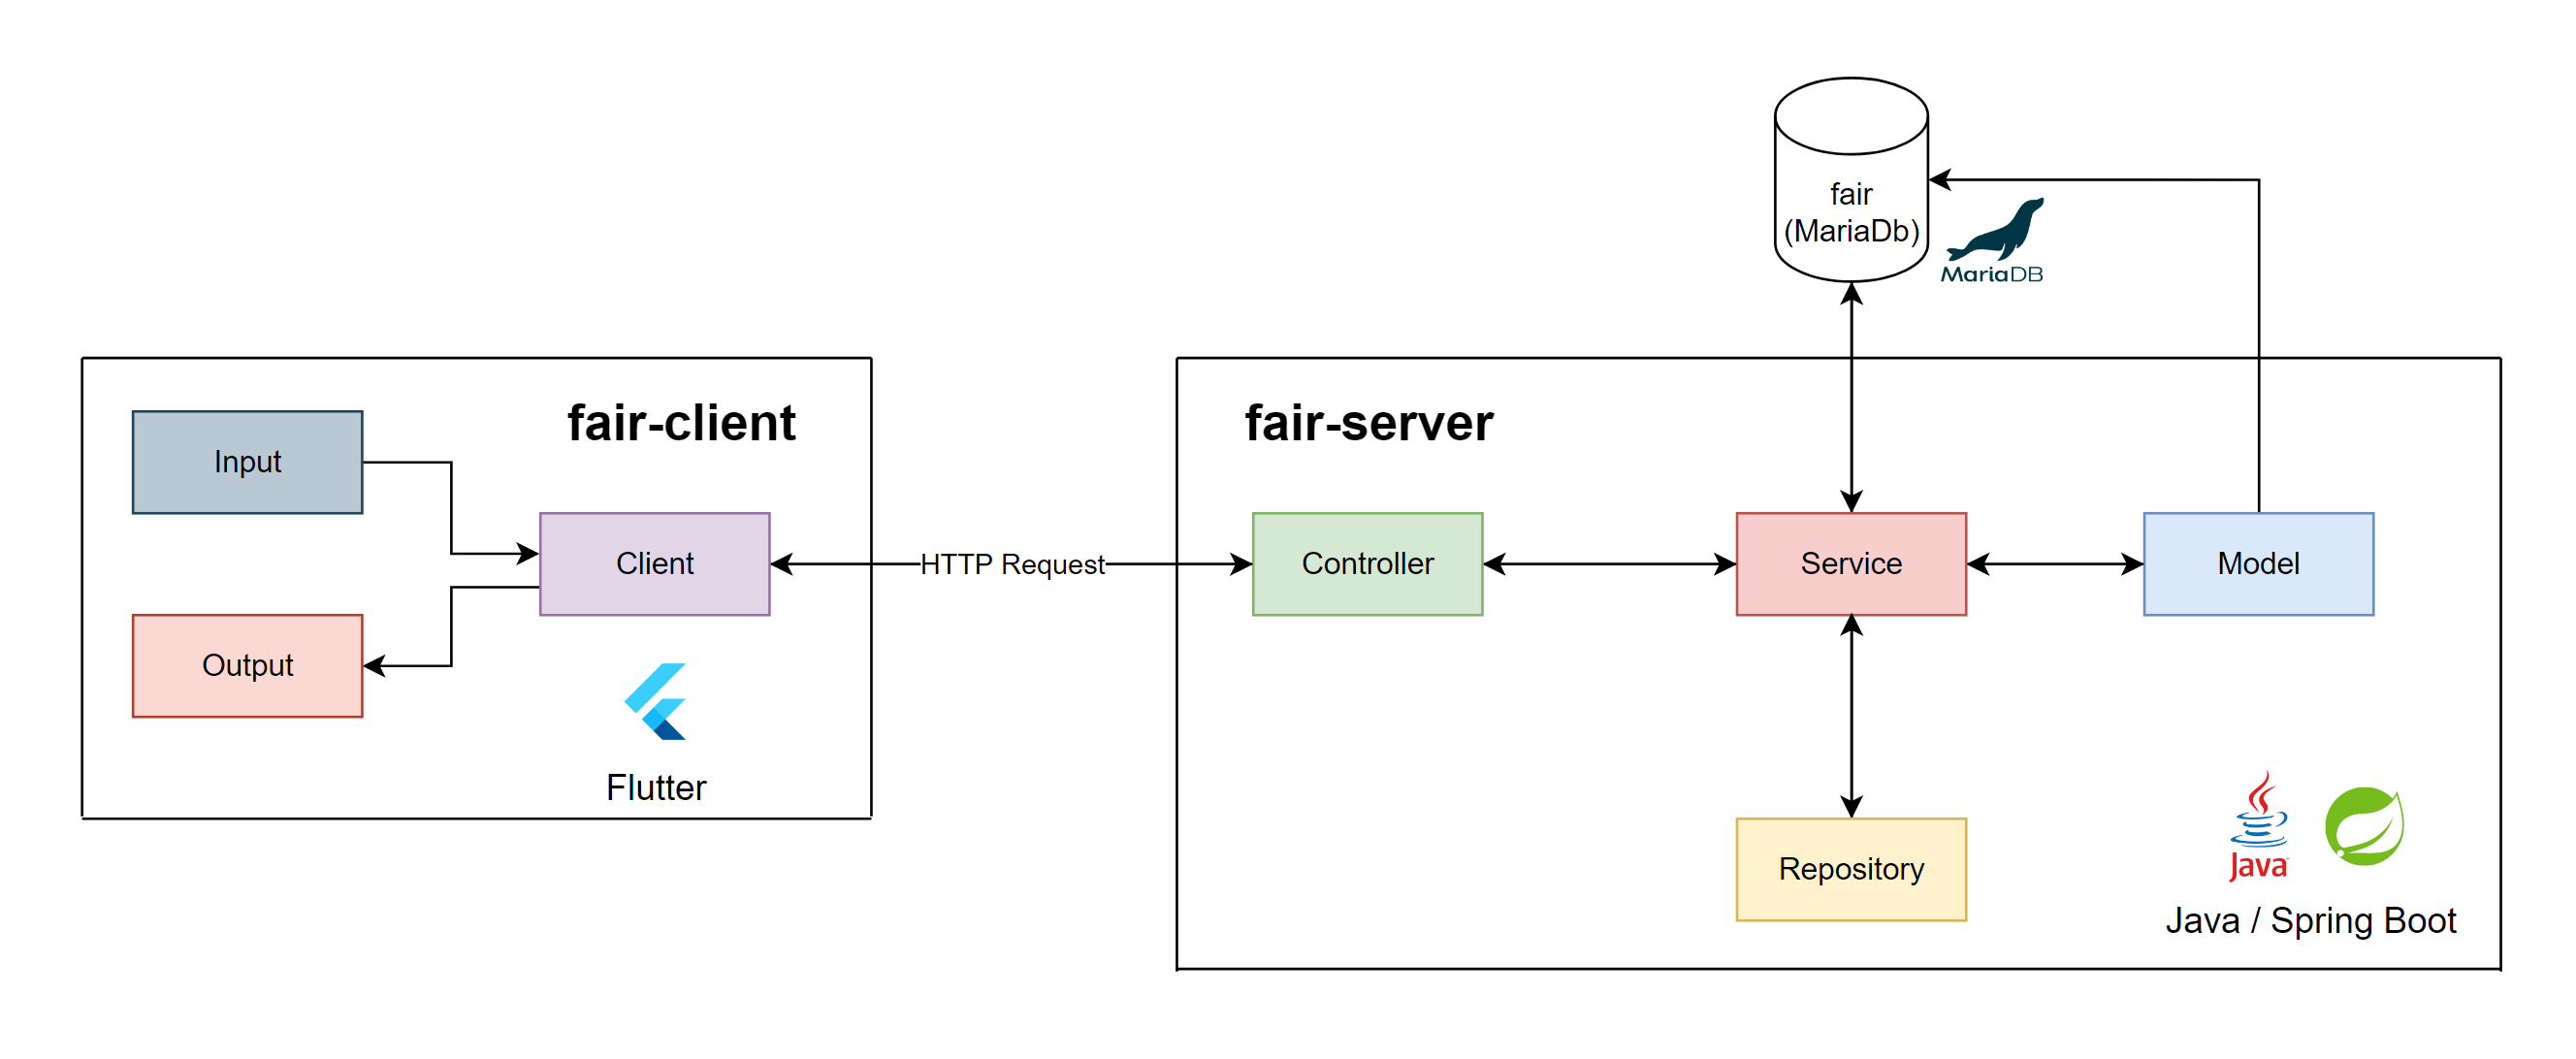 fair
(MariaDb)
MariaDB
fair-client
fair-server
Input
Client
HTTP Request
Controller
Service
Model
Output
Flutter
Repository
Java
Java / Spring Boot